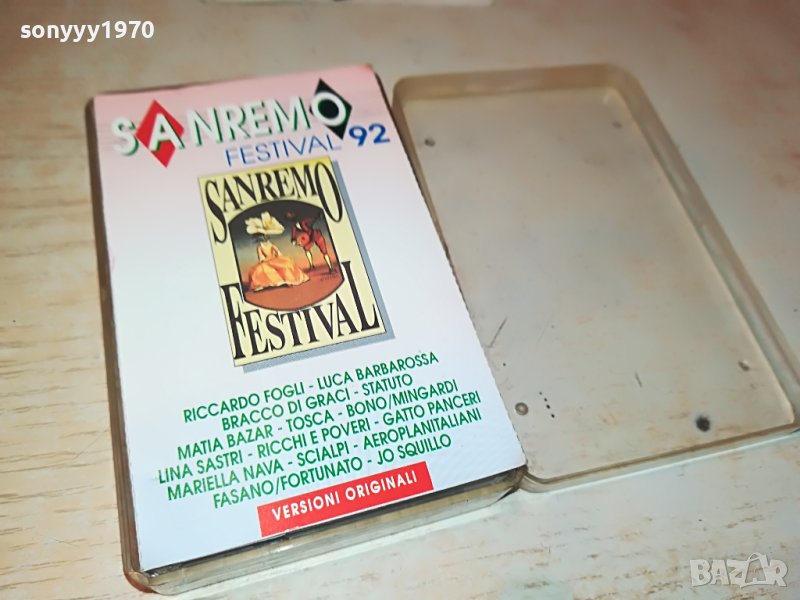 sonyyy1970
SANREMO
FESTIVAL '92
SANREMO
FESTIVAL
RICCARDO FOGLI - LUCA BARBAROSSA
BRACCO DI GRACI - STATUTO
MATIA BAZAR - TOSCA - BONO/MINGARDI
LINA SASTRI - RICCHI E POVERI - GATTO PANCERI
MARIELLA NAVA - SCIALPI - AEROPLANITALIANI
FASANO/FORTUNATO - JO SQUILLO
VERSIONI ORIGINALI
BAZAR